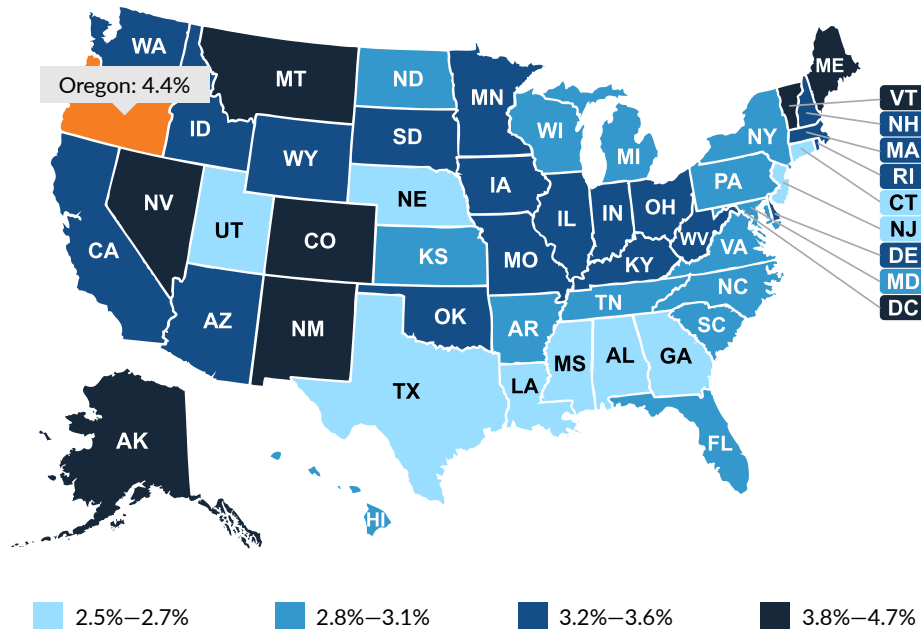 WA
ME
Oregon: 4.4%
MT
ND
MN
VT
ID
SD
WI
MI
NY
NH
WY
MA
NV
UT
NE
IA
PA
RI
CO
IL
IN
OH
CT
CA
KS
MO
WV
VA
NJ
KY
DE
AZ
NM
OK
AR
TN
NC
MD
SC
DC
TX
LA
MS
AL
GA
AK
FL
HI
2.5%—2.7%
2.8%—3.1%
3.2%—3.6%
3.8%—4.7%